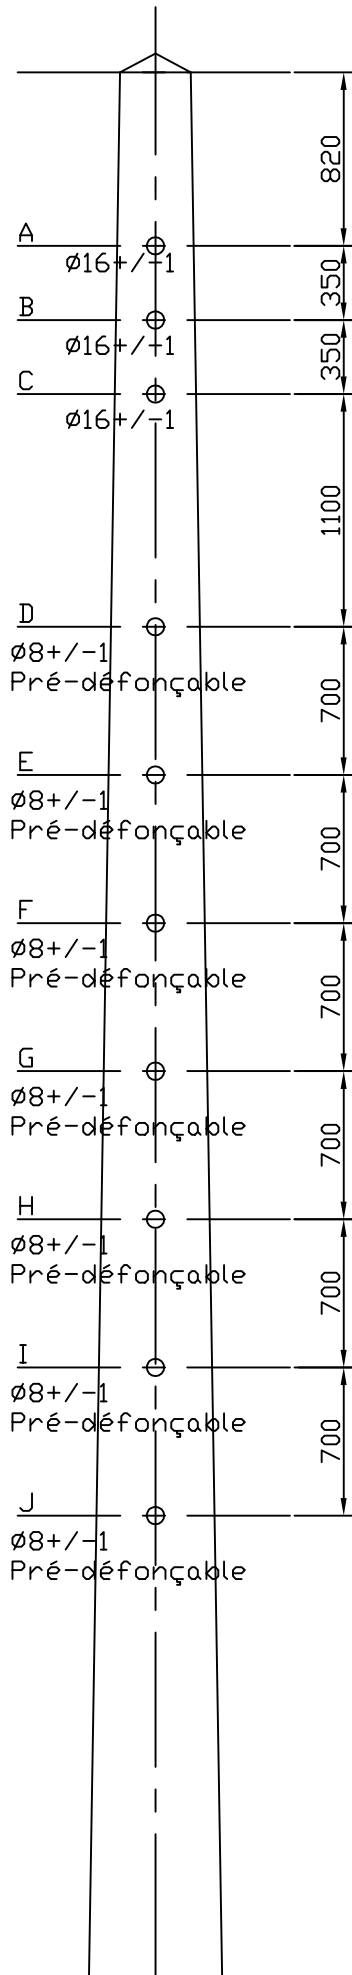 820
A
ø16+/-1
350
B
ø16+/-1
350
C
ø16+/-1
1100
D
ø8+/-1
Pré-défonçable
700
E
ø8+/-1
Pré-défonçable
700
F
ø8+/-1
Pré-défonçable
700
G
ø8+/-1
Pré-défonçable
700
H
ø8+/-1
Pré-défonçable
700
I
ø8+/-1
Pré-défonçable
700
J
ø8+/-1
Pré-défonçable